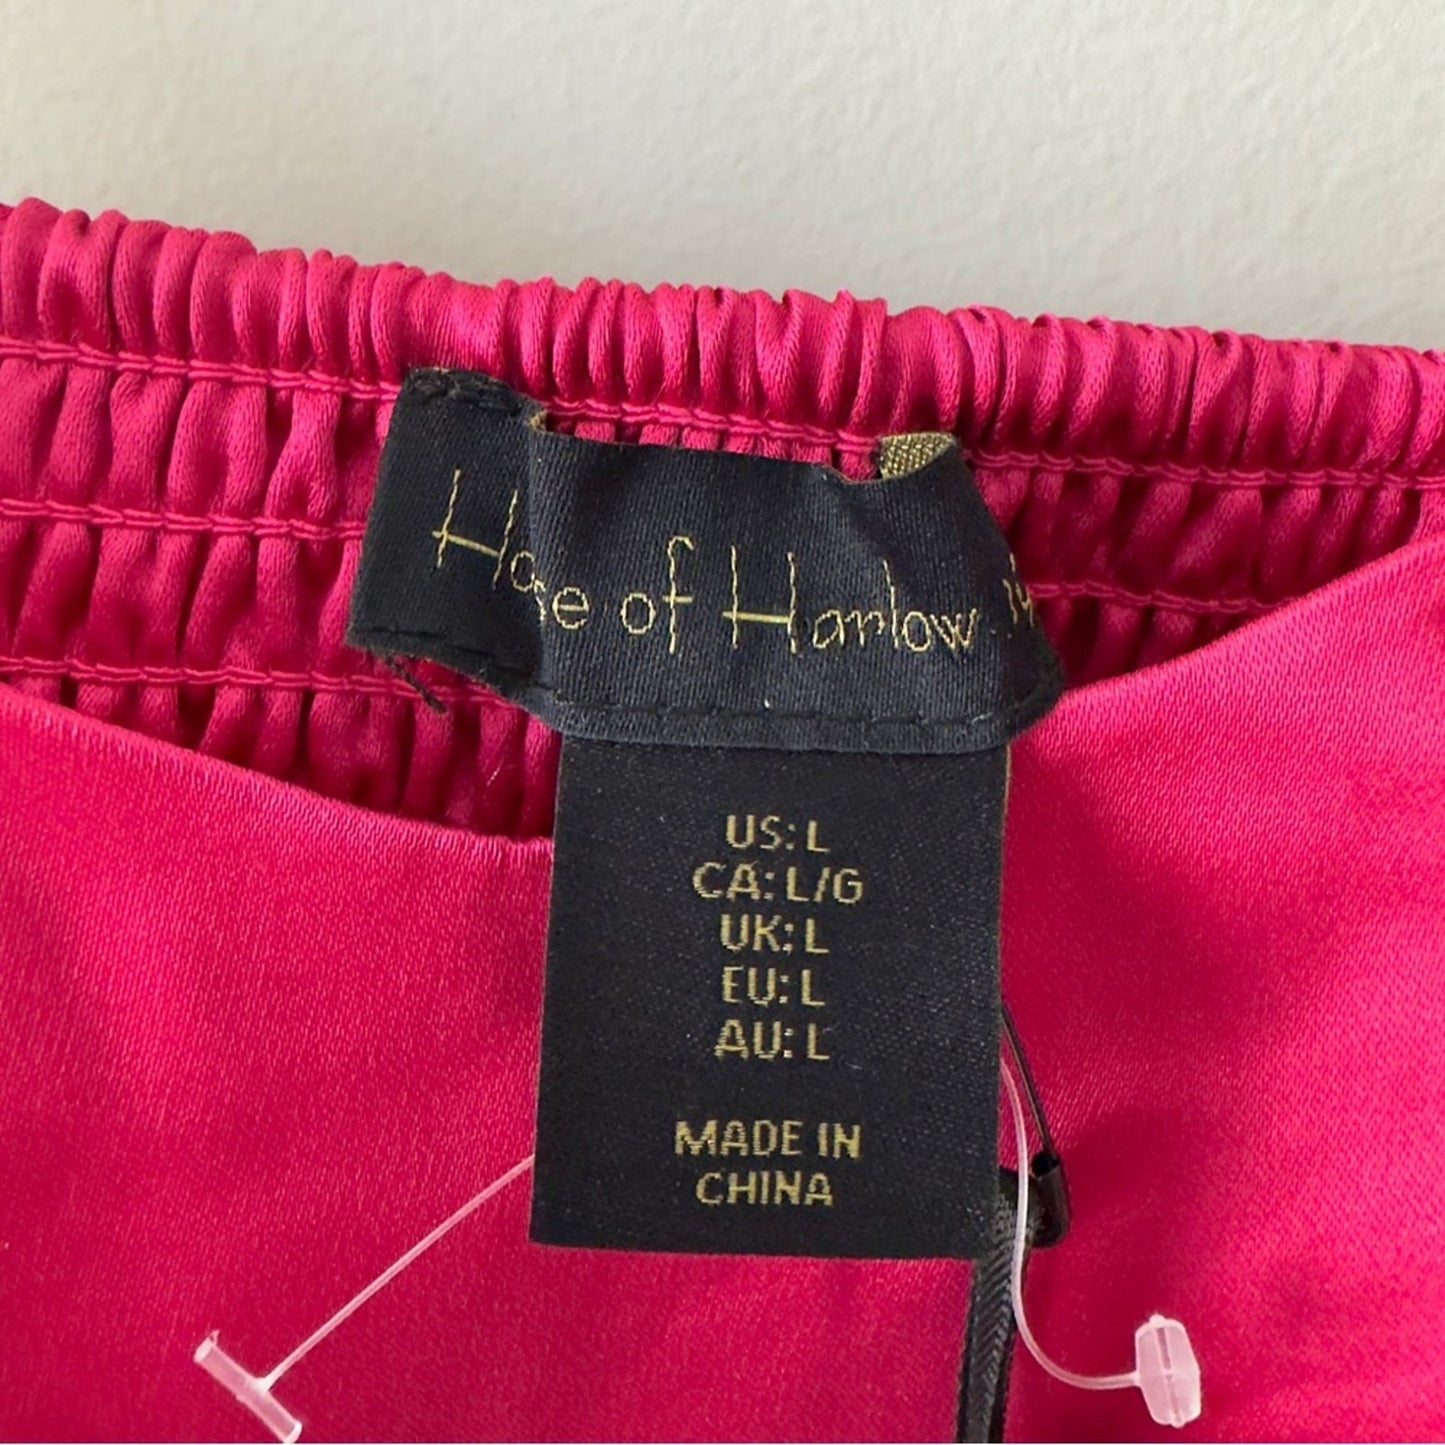 House of Harlow
US: L
CA: L/G
UK: L
EU: L
AU: L
MADE IN
CHINA